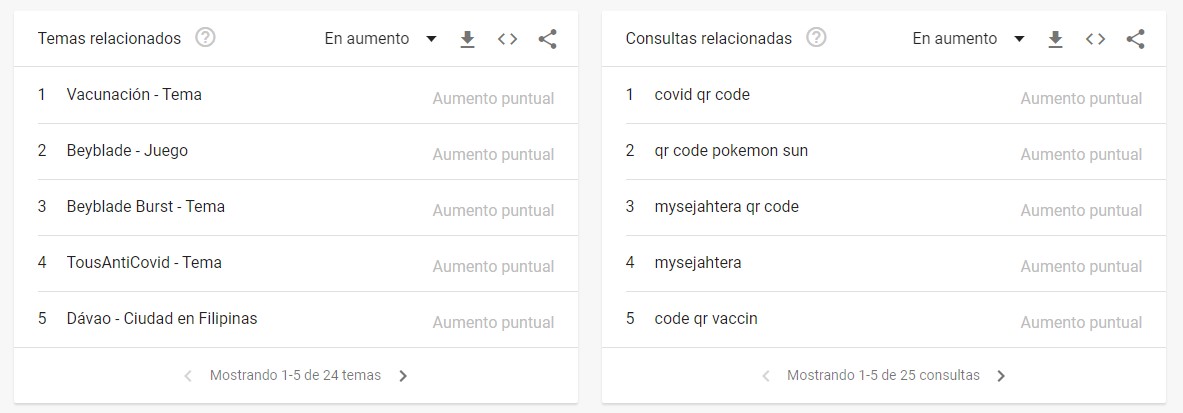 Temas relacionados
En aumento
1 Vacunación - Tema Aumento puntual
2 Beyblade - Juego Aumento puntual
3 Beyblade Burst - Tema Aumento puntual
4 TousAntiCovid - Tema Aumento puntual
5 Dávao - Ciudad en Filipinas Aumento puntual
Mostrando 1-5 de 24 temas
Consultas relacionadas
En aumento
1 covid qr code Aumento puntual
2 qr code pokemon sun Aumento puntual
3 mysejahtera qr code Aumento puntual
4 mysejahtera Aumento puntual
5 code qr vaccin Aumento puntual
Mostrando 1-5 de 25 consultas